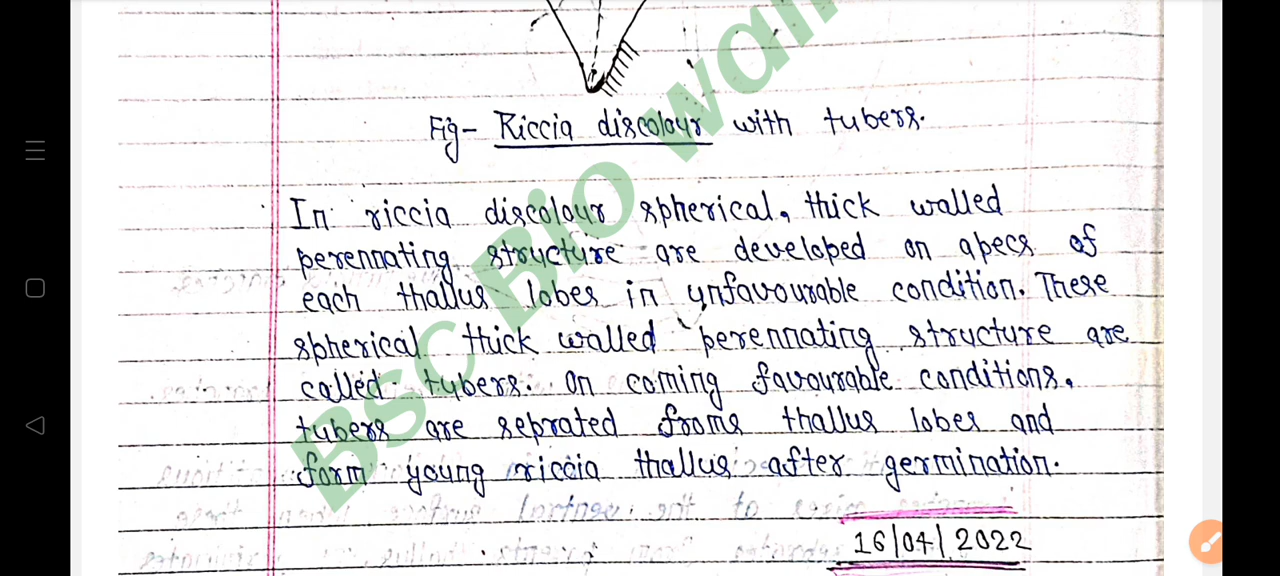 Fig- Riccia discolour with tubers.
In riccia discolour spherical, thick walled
perennating structure are developed on apecs of
each thallus lobes in unfavourable condition. These
spherical thick walled perennating structure are
called tubers. On coming favourable conditions,
tubers are seprated froms thallus lobes and
form young riccia thallus after germination.
16/04/2022
BSC Bio wall